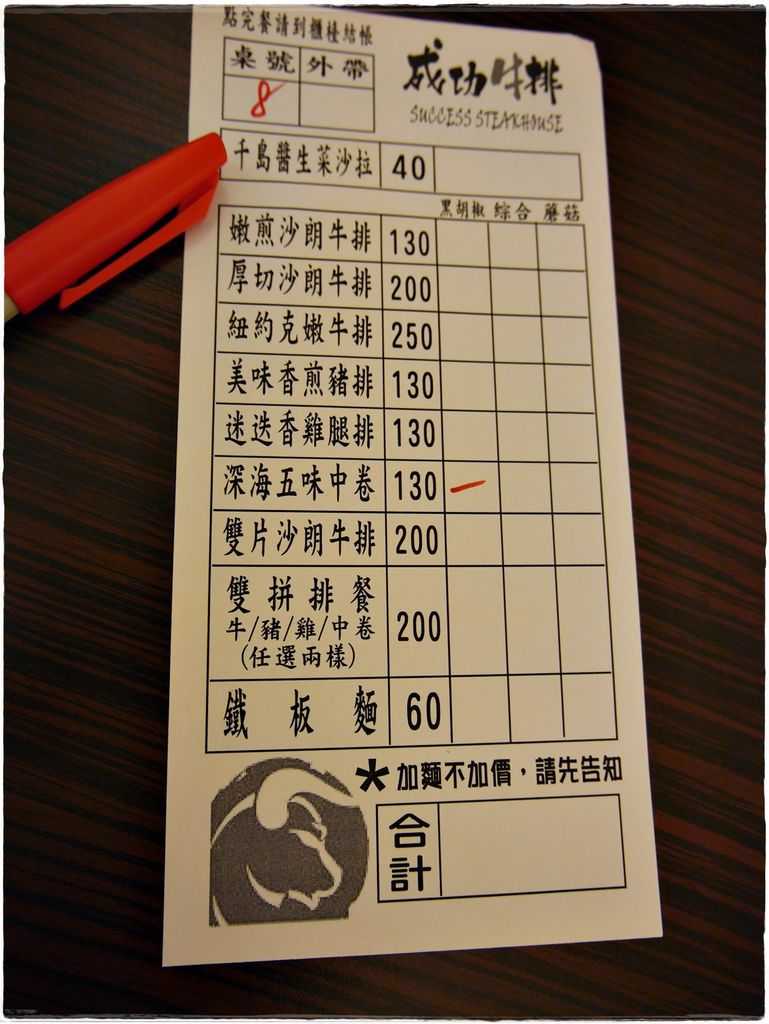 點完餐請到櫃檯結帳
桌號 外帶
8
成功牛排
SUCCESS STEAKHOUSE
千島醬生菜沙拉 40
黑胡椒 綜合 蘑菇
嫩煎沙朗牛排 130
厚切沙朗牛排 200
紐約克嫩牛排 250
美味香煎豬排 130
迷迭香雞腿排 130
深海五味中卷 130
雙片沙朗牛排 200
雙拼排餐 200
牛/豬/雞/中卷
(任選兩樣)
鐵板麵 60
*加麵不加價，請先告知
合計